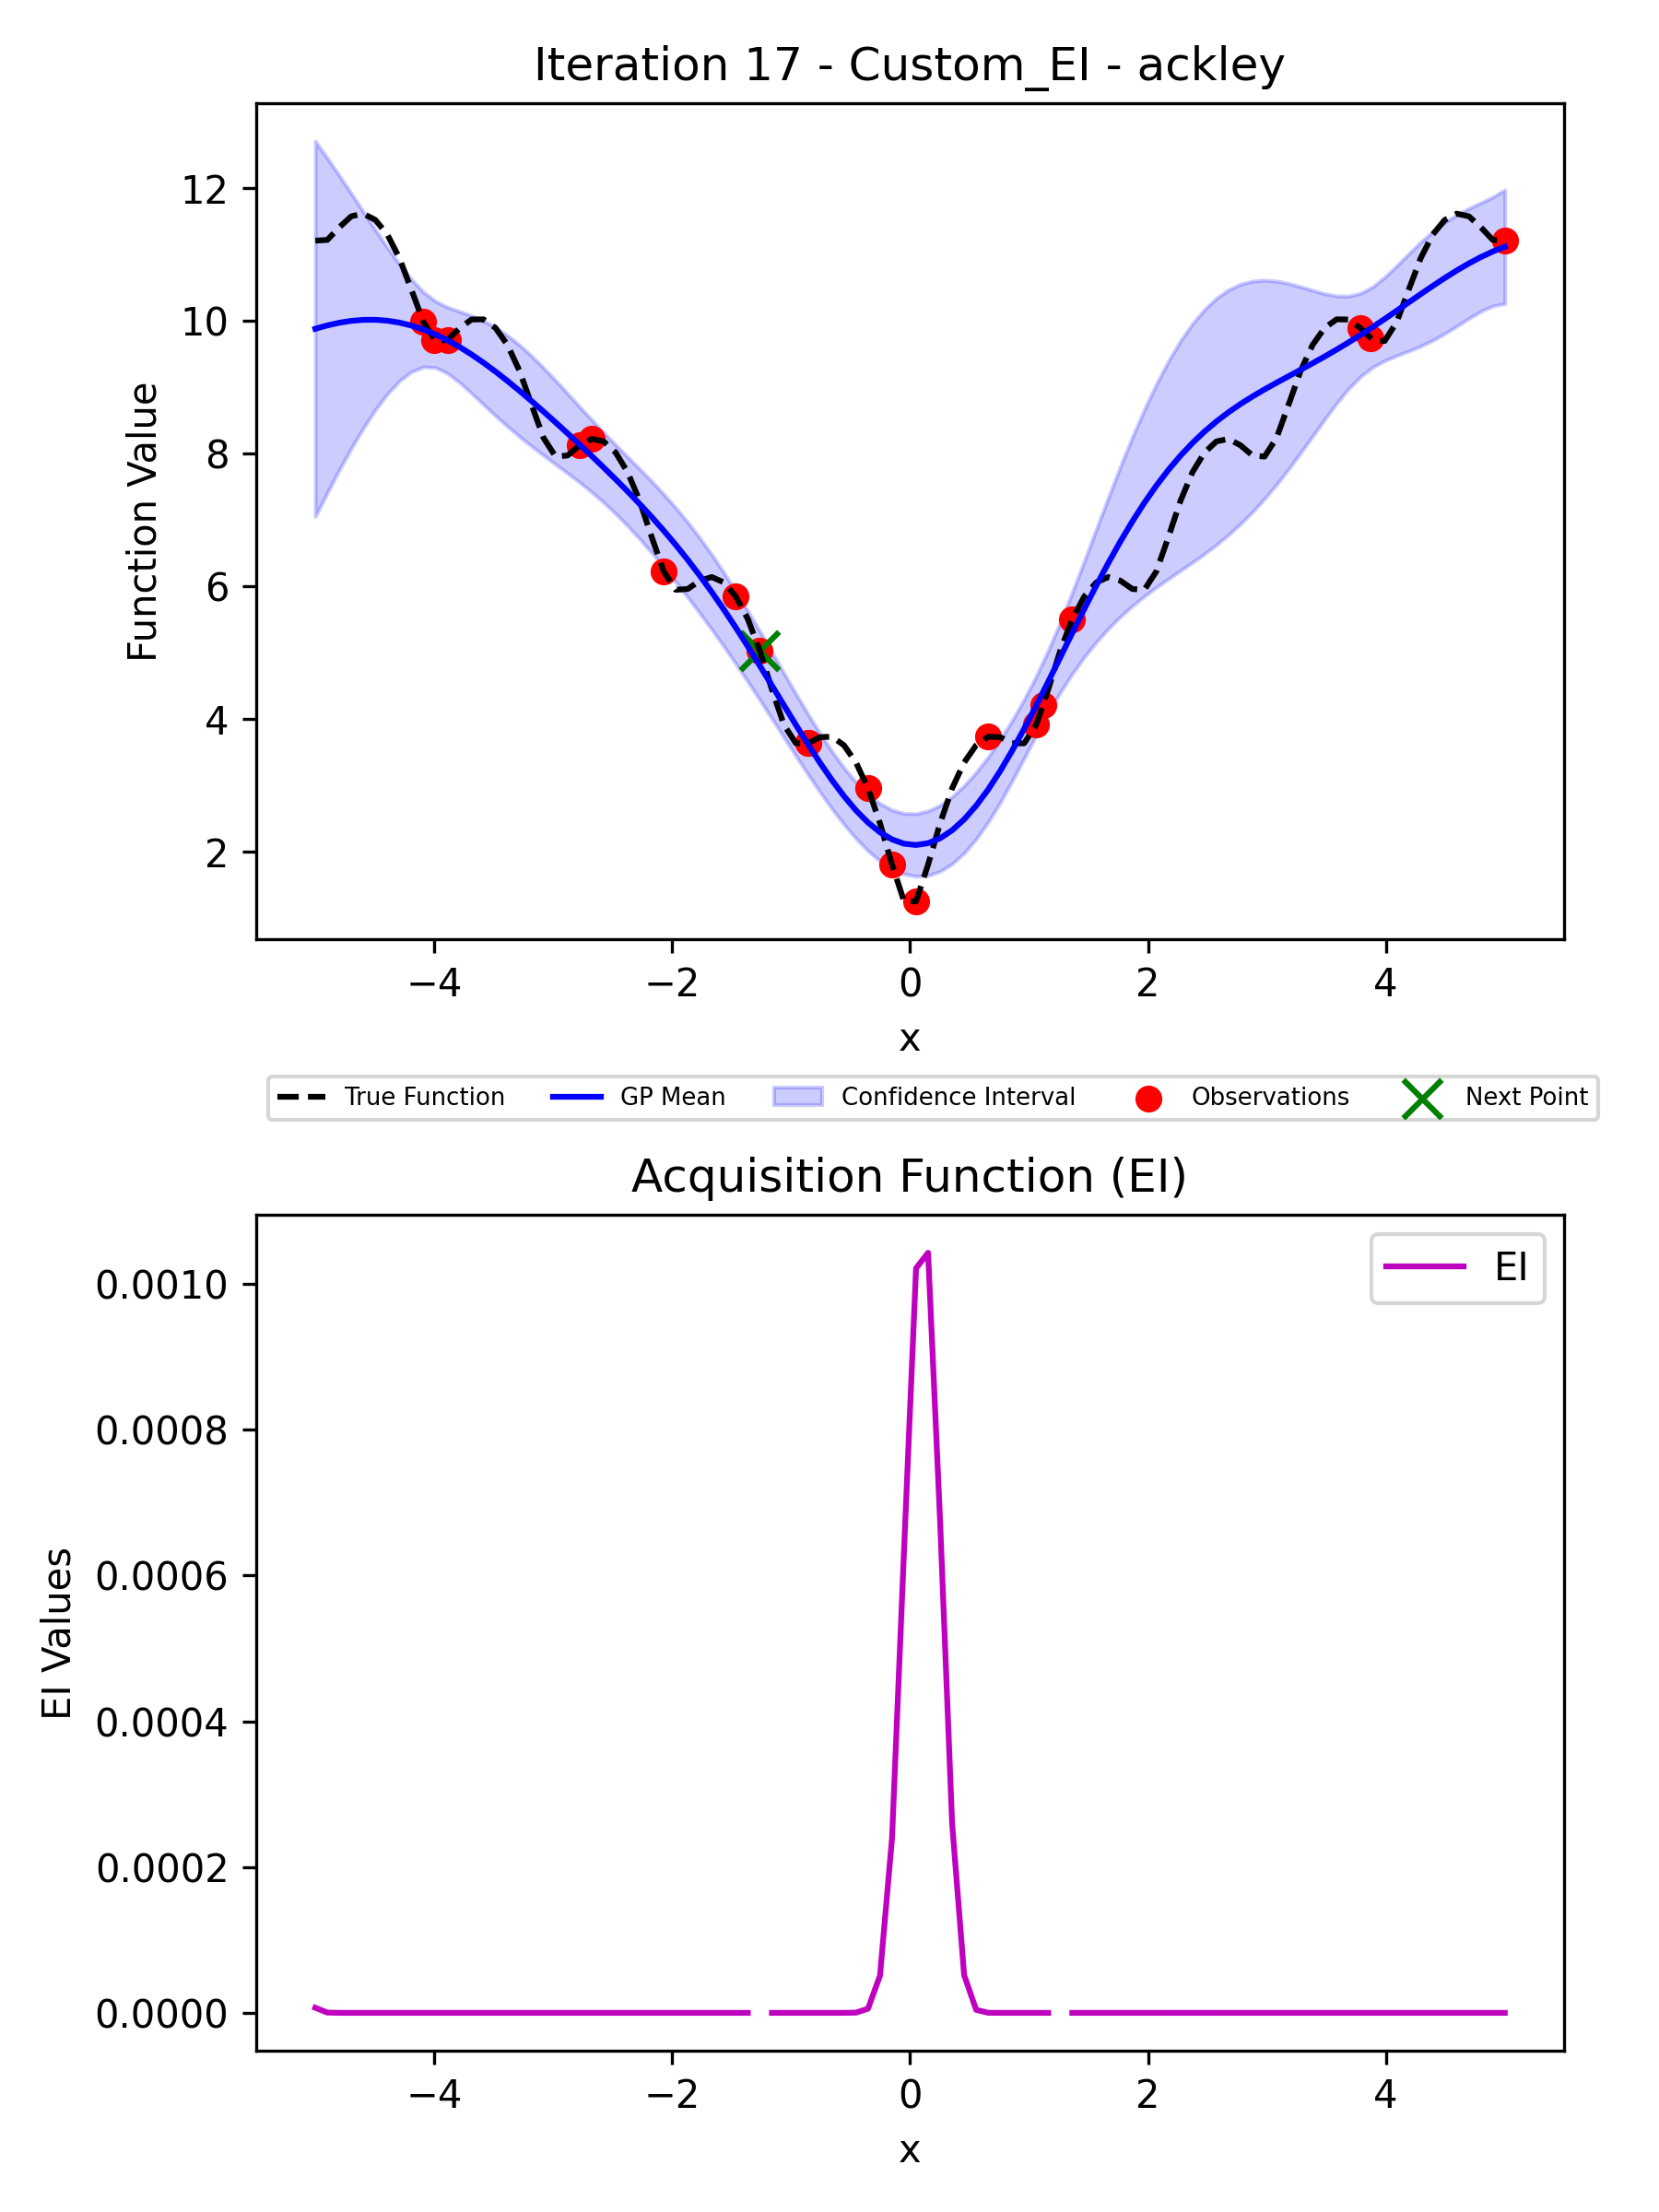 Iteration 17 - Custom_EI - ackley
Function Value
12
10
8
6
4
2
−4 −2 0 2 4
x
True Function GP Mean Confidence Interval Observations Next Point
Acquisition Function (EI)
EI
EI Values
0.0010
0.0008
0.0006
0.0004
0.0002
0.0000
−4 −2 0 2 4
x